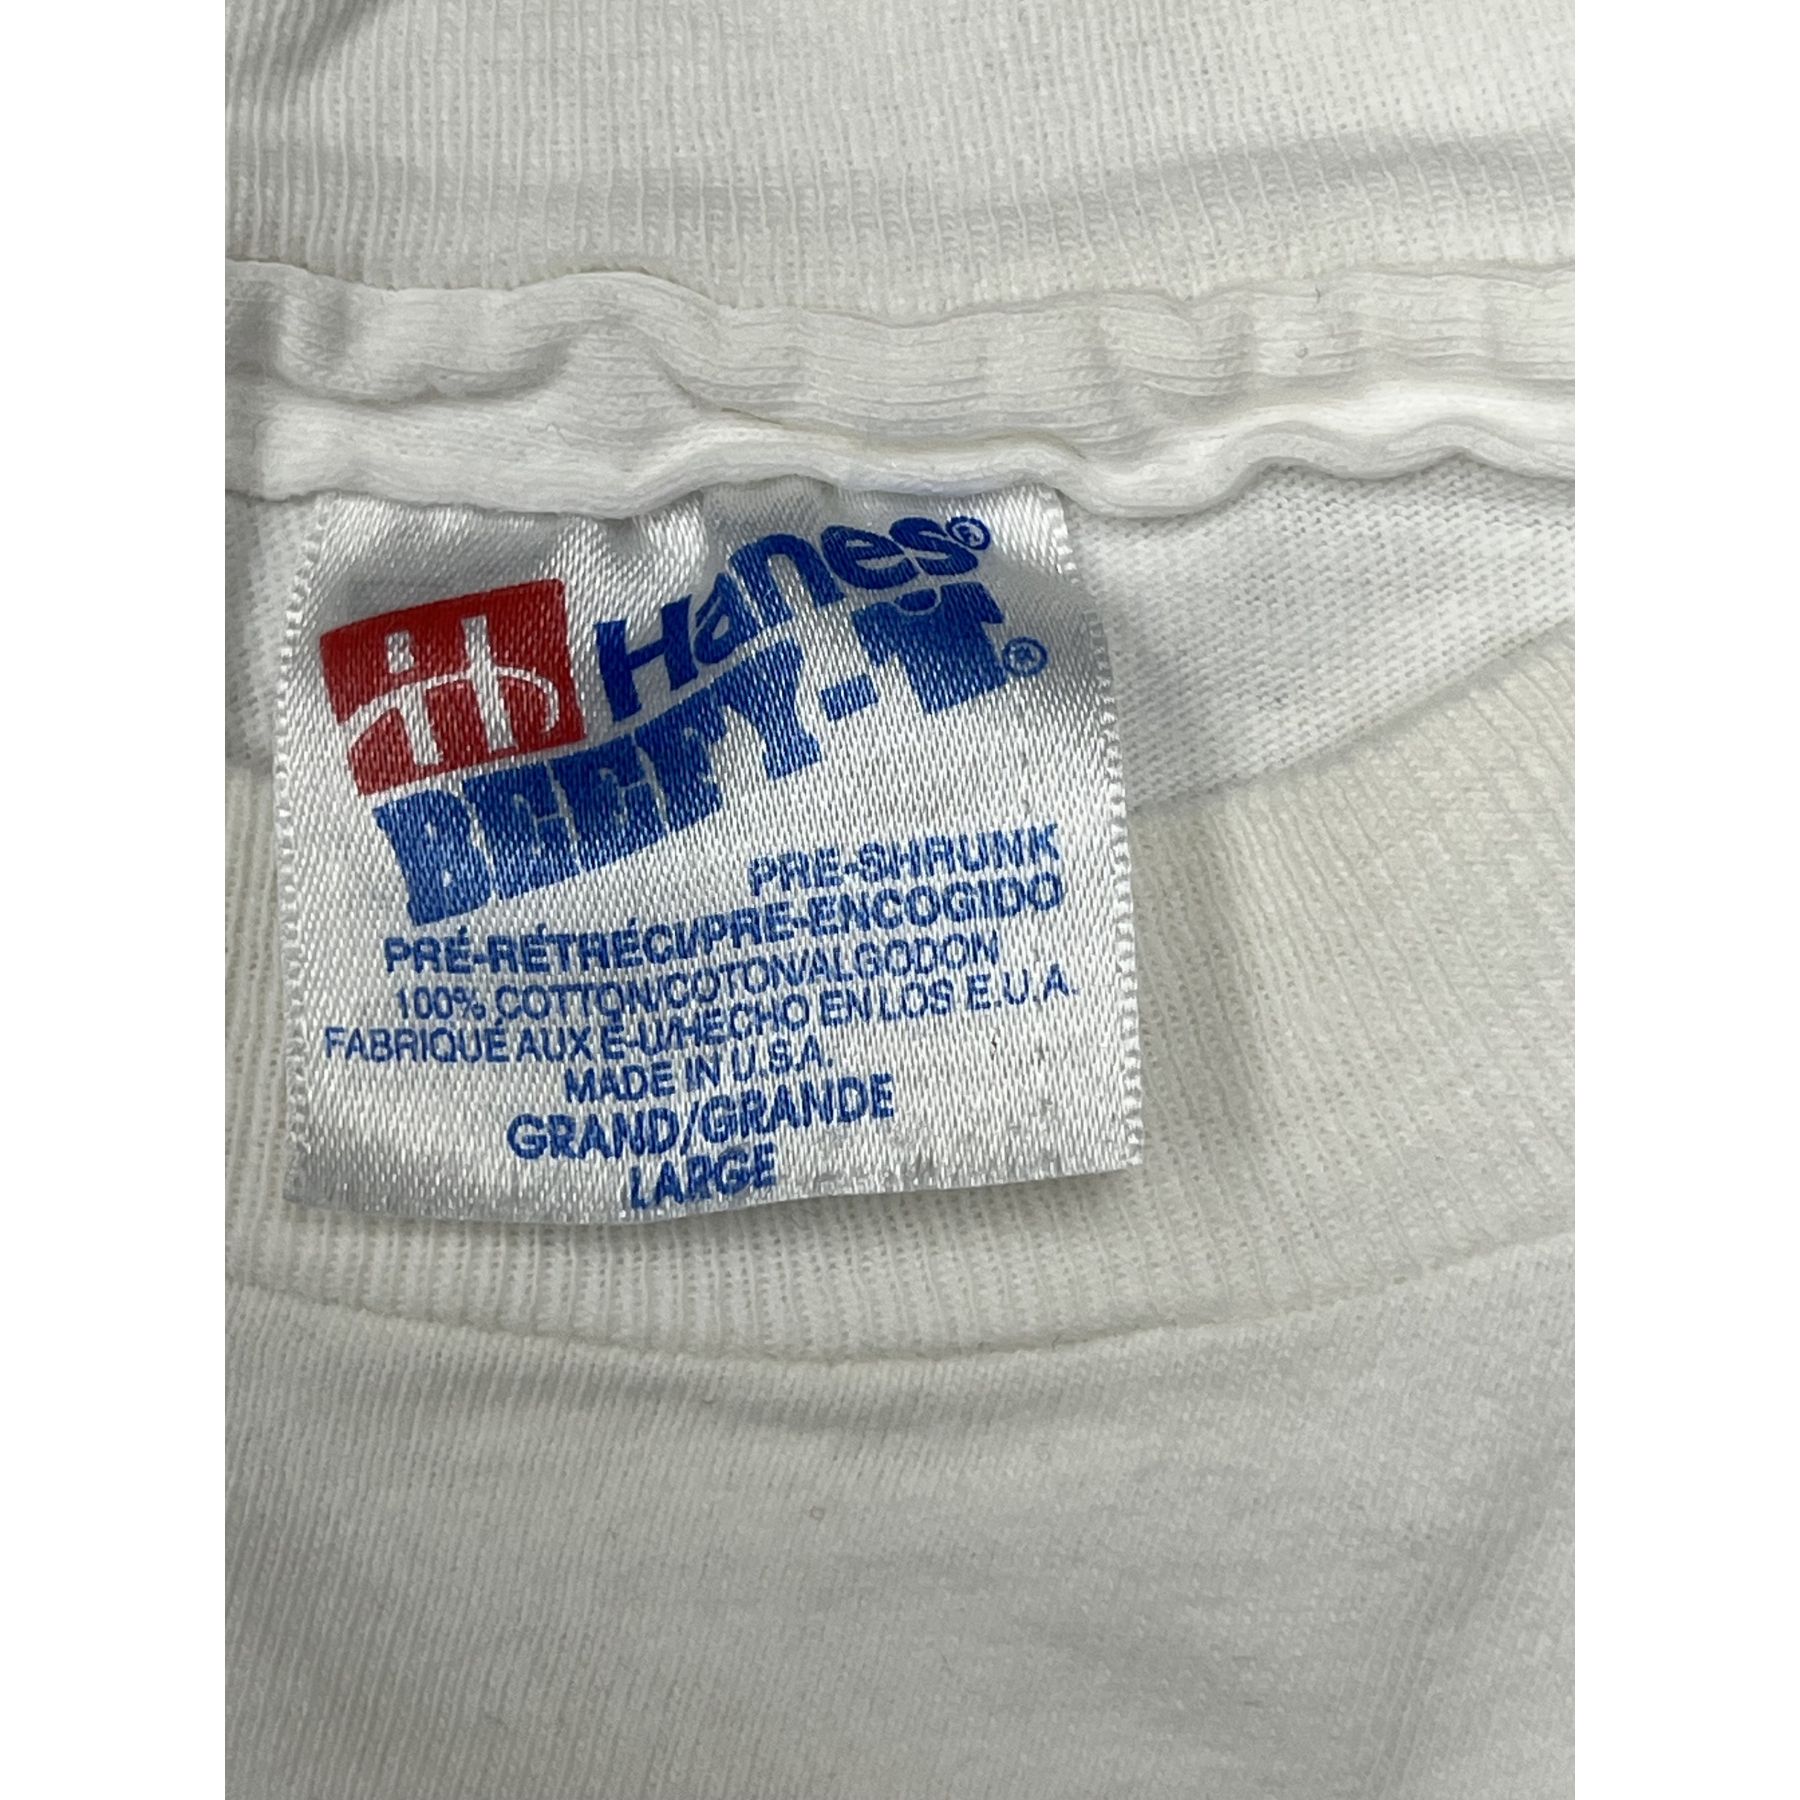 Hanes®
BEEFY-T®
PRE-SHRUNK
PRÉ-RÉTRÉCI/PRE-ENCOGIDO
100% COTTON/COTON/ALGODON
FABRIQUÉ AUX É-U/HECHO EN LOS E.U.A.
MADE IN U.S.A.
GRAND/GRANDE
LARGE